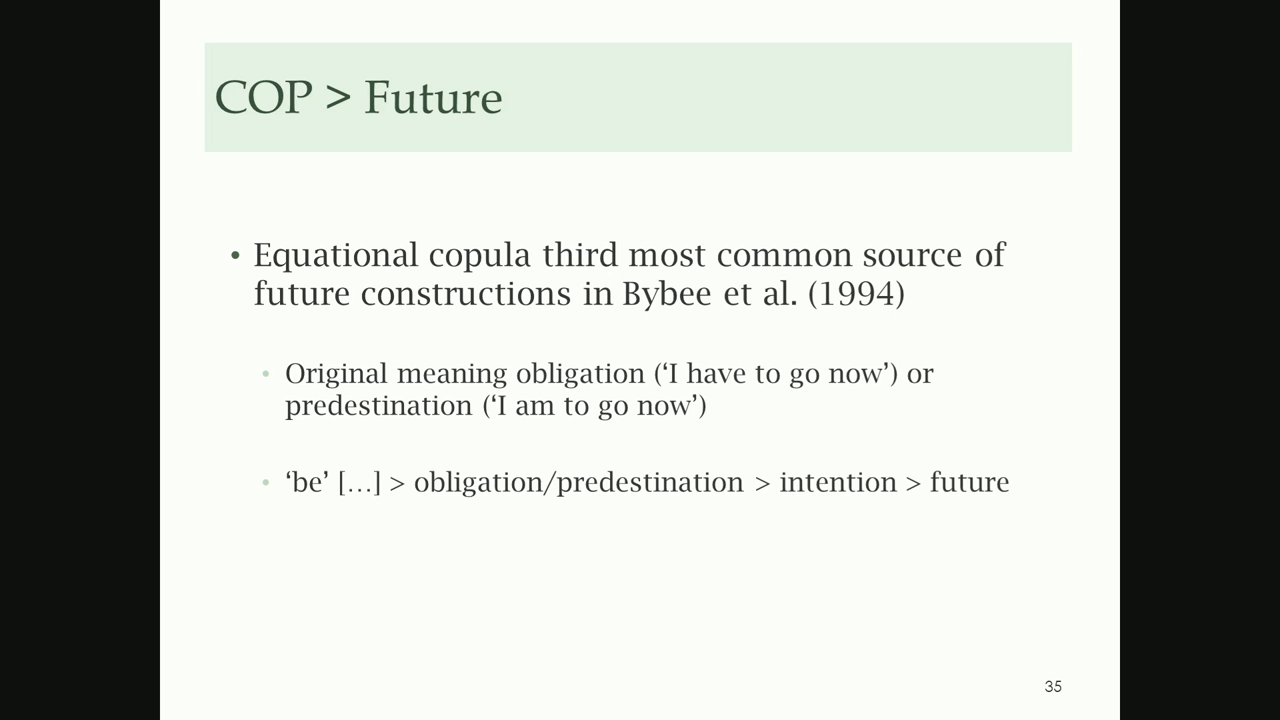 COP > Future
• Equational copula third most common source of
future constructions in Bybee et al. (1994)
• Original meaning obligation (‘I have to go now’) or
predestination (‘I am to go now’)
• ‘be’ […] > obligation/predestination > intention > future
35